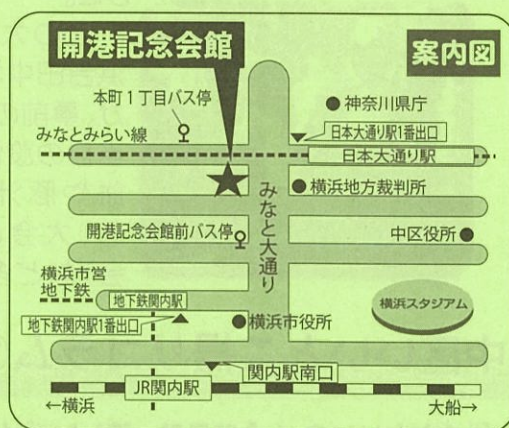 開港記念会館
案内図
本町1丁目バス停
神奈川県庁
みなとみらい線
日本大通り駅1番出口
日本大通り駅
横浜地方裁判所
みなと大通り
開港記念会館前バス停
中区役所
横浜市営
地下鉄
地下鉄関内駅
地下鉄関内駅1番出口
横浜市役所
横浜スタジアム
関内駅南口
JR関内駅
←横浜
大船→